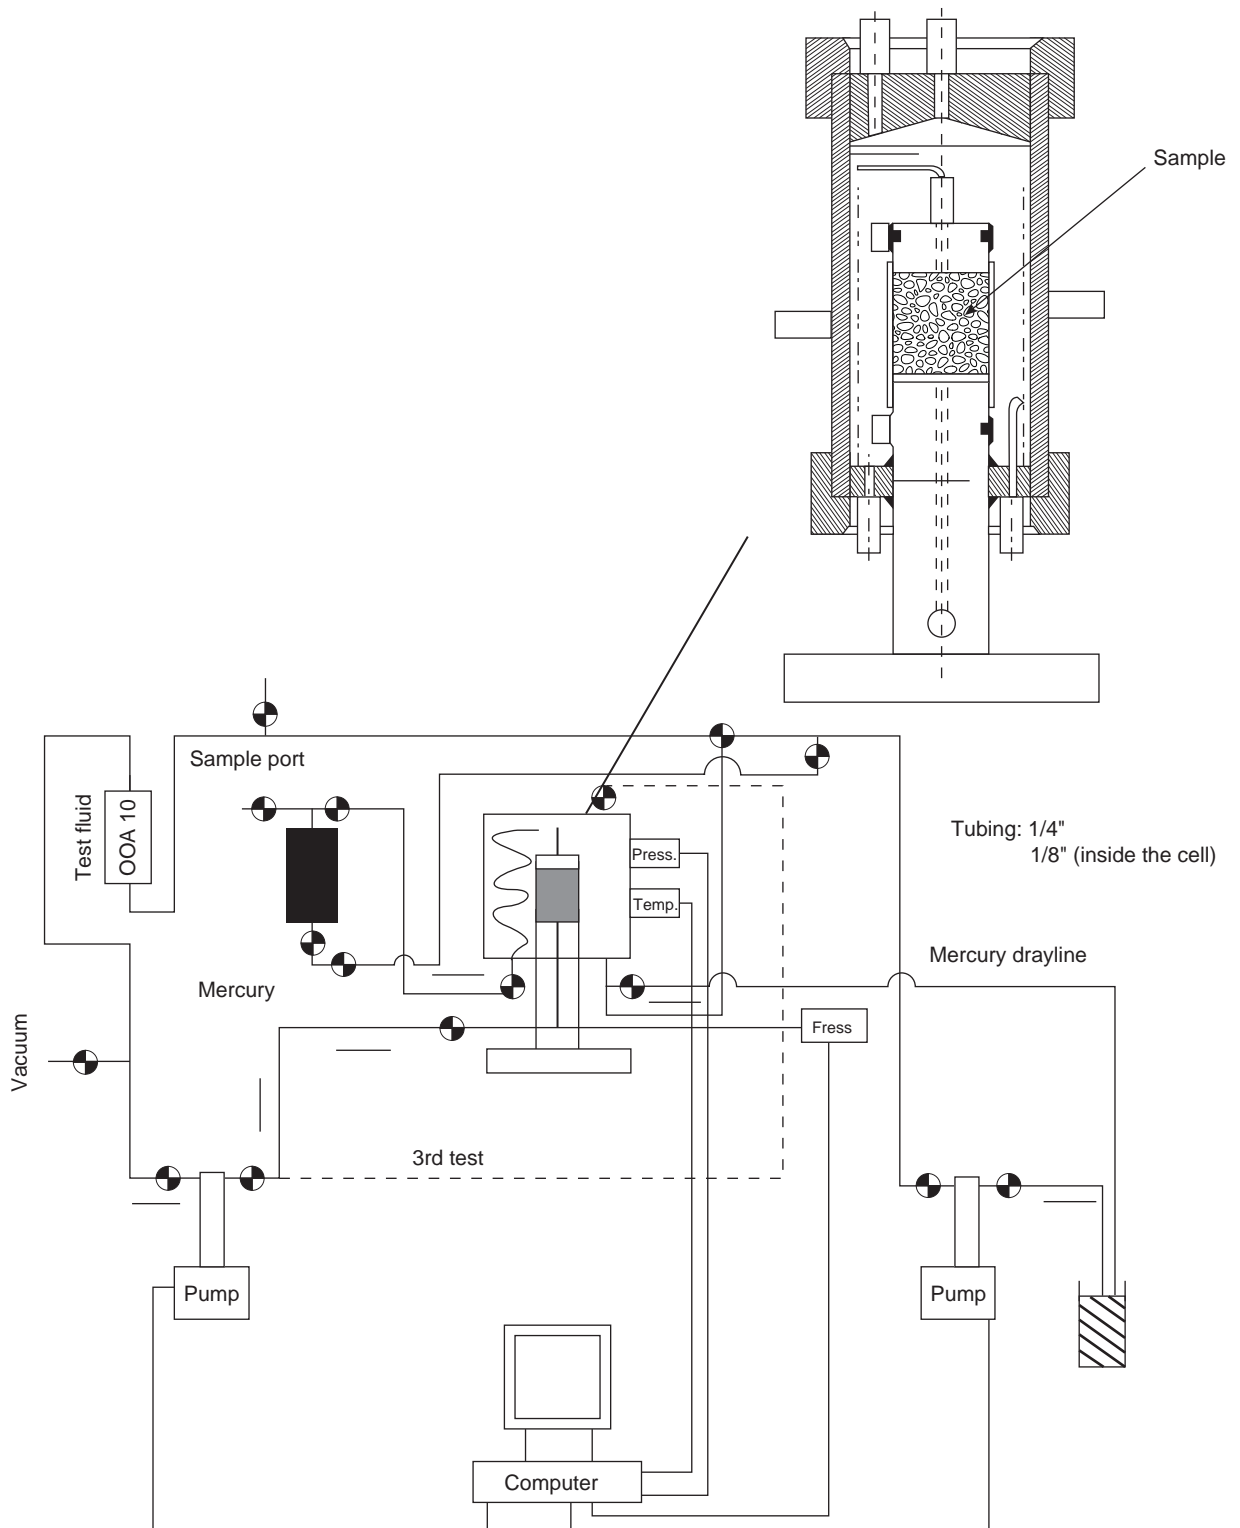 Sample
Sample port
Test fluid
OOA 10
Tubing: 1/4"
1/8" (inside the cell)
Press.
Temp.
Mercury drayline
Mercury
Fress
Vacuum
3rd test
Pump
Pump
Computer